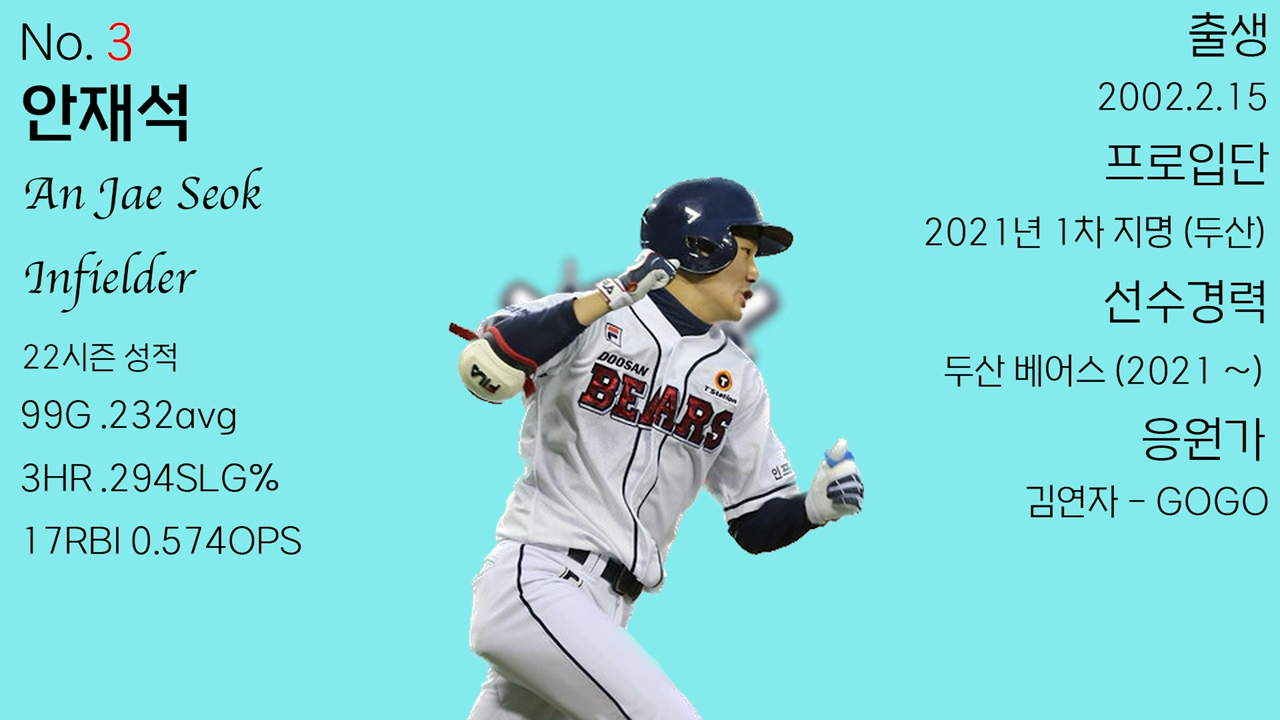 No. 3
안재석
An Jae Seok
Infielder
22시즌 성적
99G .232avg
3HR .294SLG%
17RBI 0.574OPS
출생
2002.2.15
프로입단
2021년 1차 지명 (두산)
선수경력
두산 베어스 (2021 ~)
응원가
김연자 - GOGO
DOOSAN
BEARS
T'Station
FILA
FILA
인프